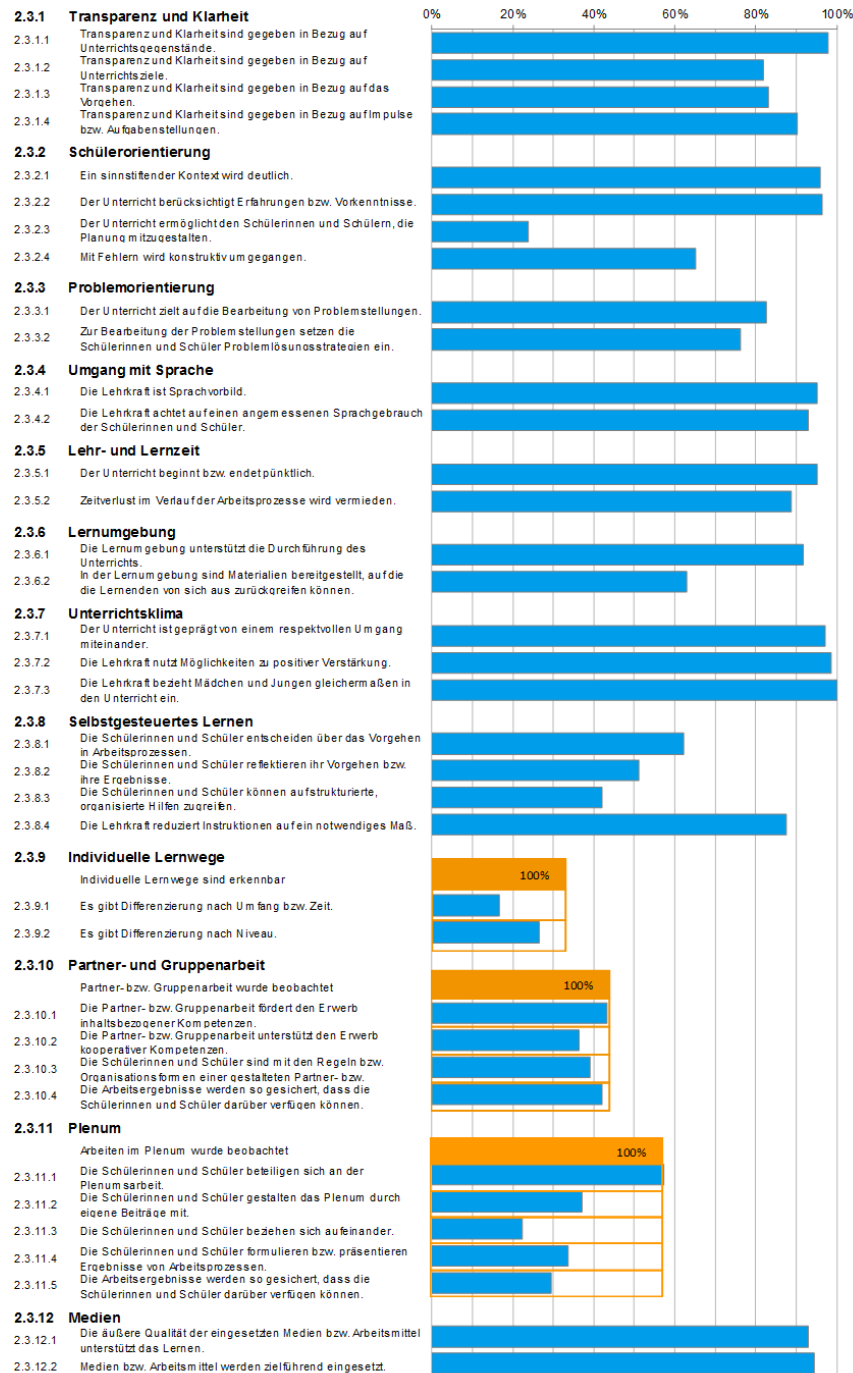 2.3.1 Transparenz und Klarheit
0% 20% 40% 60% 80% 100%
2.3.1.1 Transparenz und Klarheit sind gegeben in Bezug auf
Unterrichtsgegenstände.
2.3.1.2 Transparenz und Klarheit sind gegeben in Bezug auf
Unterrichtsziele.
2.3.1.3 Transparenz und Klarheit sind gegeben in Bezug auf das
Vorgehen.
2.3.1.4 Transparenz und Klarheit sind gegeben in Bezug auf Impulse
bzw. Aufgabenstellungen.
2.3.2 Schülerorientierung
2.3.2.1 Ein sinnstiftender Kontext wird deutlich.
2.3.2.2 Der Unterricht berücksichtigt Erfahrungen bzw. Vorkenntnisse.
2.3.2.3 Der Unterricht ermöglicht den Schülerinnen und Schülern, die
Planung mitzugestalten.
2.3.2.4 Mit Fehlern wird konstruktiv umgegangen.
2.3.3 Problemorientierung
2.3.3.1 Der Unterricht zielt auf die Bearbeitung von Problemstellungen.
2.3.3.2 Zur Bearbeitung der Problemstellungen setzen die
Schülerinnen und Schüler Problemlösungsstrategien ein.
2.3.4 Umgang mit Sprache
2.3.4.1 Die Lehrkraft ist Sprachvorbild.
2.3.4.2 Die Lehrkraft achtet auf einen angemessenen Sprachgebrauch
der Schülerinnen und Schüler.
2.3.5 Lehr- und Lernzeit
2.3.5.1 Der Unterricht beginnt bzw. endet pünktlich.
2.3.5.2 Zeitverlust im Verlauf der Arbeitsprozesse wird vermieden.
2.3.6 Lernumgebung
2.3.6.1 Die Lernumgebung unterstützt die Durchführung des
Unterrichts.
2.3.6.2 In der Lernumgebung sind Materialien bereitgestellt, auf die
die Lernenden von sich aus zurückgreifen können.
2.3.7 Unterrichtsklima
2.3.7.1 Der Unterricht ist geprägt von einem respektvollen Umgang
miteinander.
2.3.7.2 Die Lehrkraft nutzt Möglichkeiten zu positiver Verstärkung.
2.3.7.3 Die Lehrkraft bezieht Mädchen und Jungen gleichermaßen in
den Unterricht ein.
2.3.8 Selbstgesteuertes Lernen
2.3.8.1 Die Schülerinnen und Schüler entscheiden über das Vorgehen
in Arbeitsprozessen.
2.3.8.2 Die Schülerinnen und Schüler reflektieren ihr Vorgehen bzw.
ihre Ergebnisse.
2.3.8.3 Die Schülerinnen und Schüler können auf strukturierte,
organisierte Hilfen zugreifen.
2.3.8.4 Die Lehrkraft reduziert Instruktionen auf ein notwendiges Maß.
2.3.9 Individuelle Lernwege
Individuelle Lernwege sind erkennbar 100%
2.3.9.1 Es gibt Differenzierung nach Umfang bzw. Zeit.
2.3.9.2 Es gibt Differenzierung nach Niveau.
2.3.10 Partner- und Gruppenarbeit
Partner- bzw. Gruppenarbeit wurde beobachtet 100%
2.3.10.1 Die Partner- bzw. Gruppenarbeit fördert den Erwerb
inhaltsbezogener Kompetenzen.
2.3.10.2 Die Partner- bzw. Gruppenarbeit unterstützt den Erwerb
kooperativer Kompetenzen.
2.3.10.3 Die Schülerinnen und Schüler sind mit den Regeln bzw.
Organisationsformen einer gestalteten Partner- bzw.
2.3.10.4 Die Arbeitsergebnisse werden so gesichert, dass die
Schülerinnen und Schüler darüber verfügen können.
2.3.11 Plenum
Arbeiten im Plenum wurde beobachtet 100%
2.3.11.1 Die Schülerinnen und Schüler beteiligen sich an der
Plenumsarbeit.
2.3.11.2 Die Schülerinnen und Schüler gestalten das Plenum durch
eigene Beiträge mit.
2.3.11.3 Die Schülerinnen und Schüler beziehen sich aufeinander.
2.3.11.4 Die Schülerinnen und Schüler formulieren bzw. präsentieren
Ergebnisse von Arbeitsprozessen.
2.3.11.5 Die Arbeitsergebnisse werden so gesichert, dass die
Schülerinnen und Schüler darüber verfügen können.
2.3.12 Medien
2.3.12.1 Die äußere Qualität der eingesetzten Medien bzw. Arbeitsmittel
unterstützt das Lernen.
2.3.12.2 Medien bzw. Arbeitsmittel werden zielführend eingesetzt.